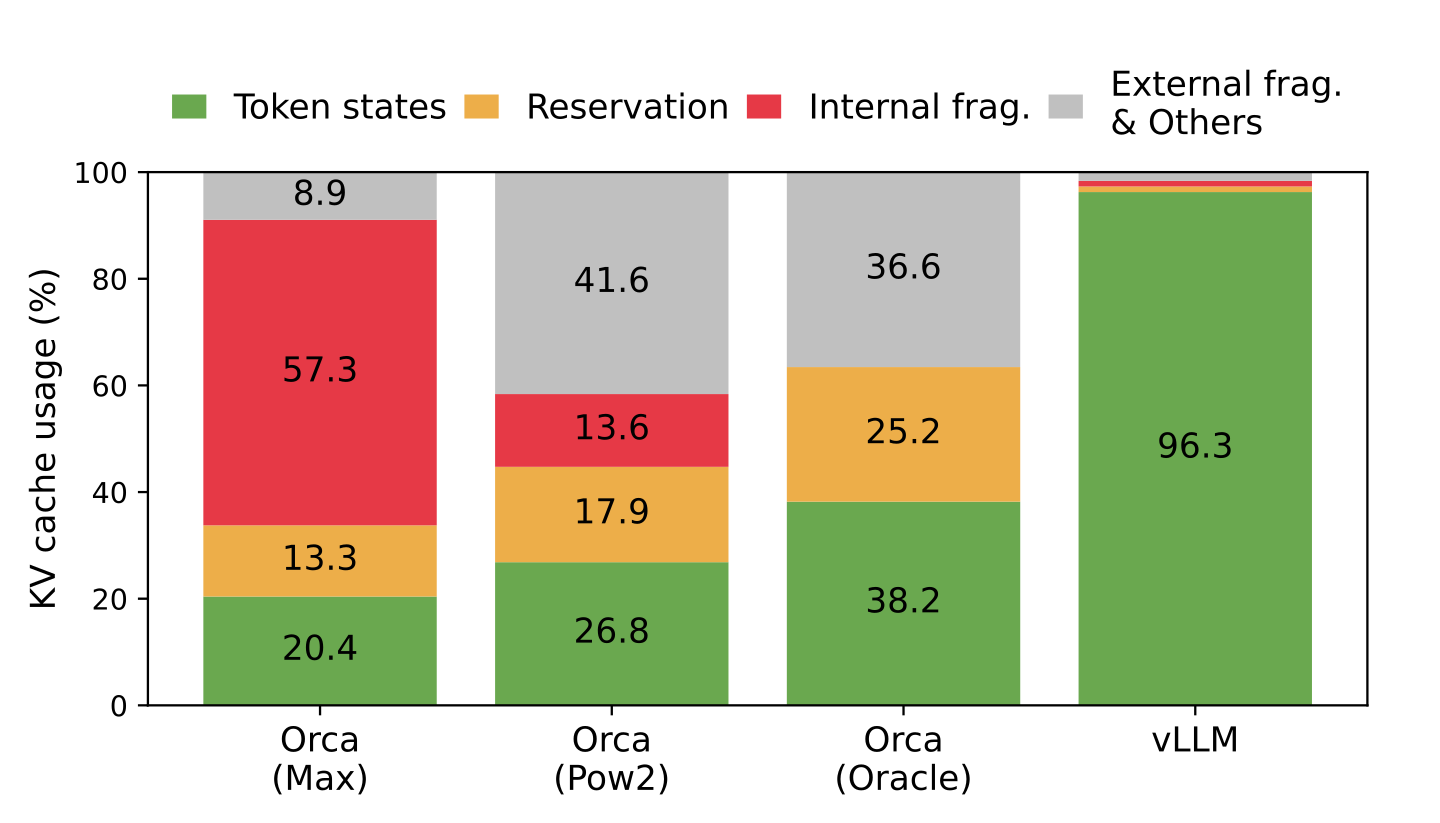 Token states
Reservation
Internal frag.
External frag.
& Others
KV cache usage (%)
100
80
60
40
20
0
8.9
57.3
13.3
20.4
41.6
13.6
17.9
26.8
36.6
25.2
38.2
96.3
Orca
(Max)
Orca
(Pow2)
Orca
(Oracle)
vLLM